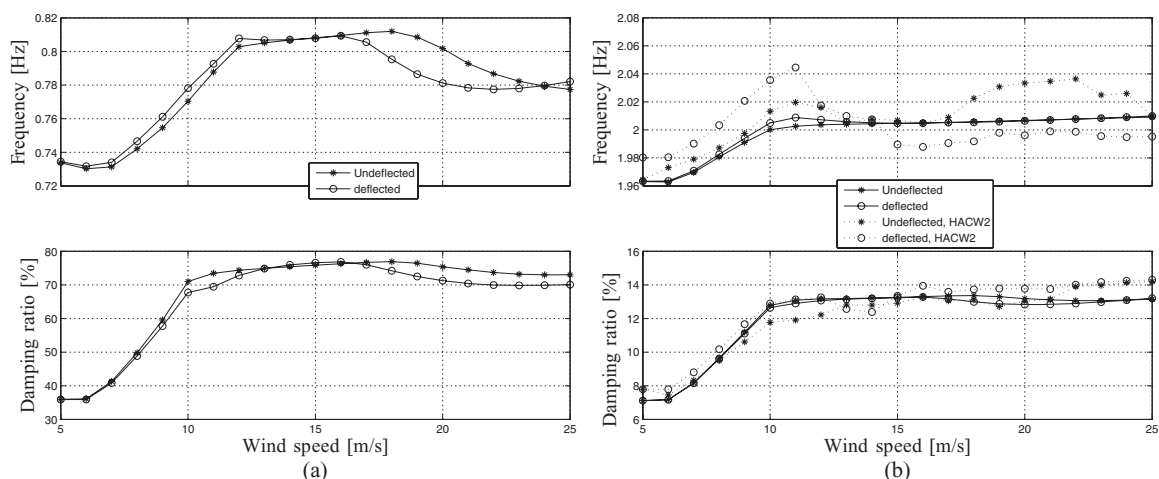 0.82
0.8
0.78
0.76
0.74
0.72
Frequency [Hz]
Undeflected
deflected
80
70
60
50
40
30
Damping ratio [%]
5 10 15 20 25
Wind speed [m/s]
(a)
2.08
2.06
2.04
2.02
2
1.98
1.96
Frequency [Hz]
Undeflected
deflected
Undeflected, HACW2
deflected, HACW2
16
14
12
10
8
6
Damping ratio [%]
5 10 15 20 25
Wind speed [m/s]
(b)